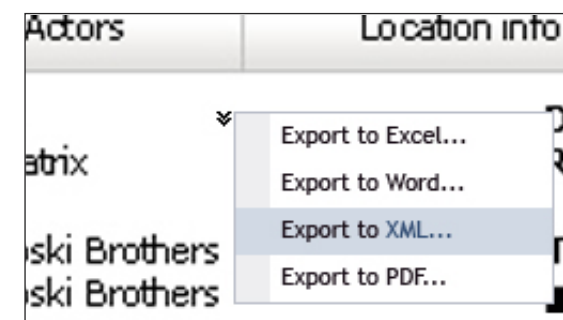 Actors Location info
Export to Excel...
atrix
Export to Word...
Export to XML...
ski Brothers
Export to PDF...
ski Brothers